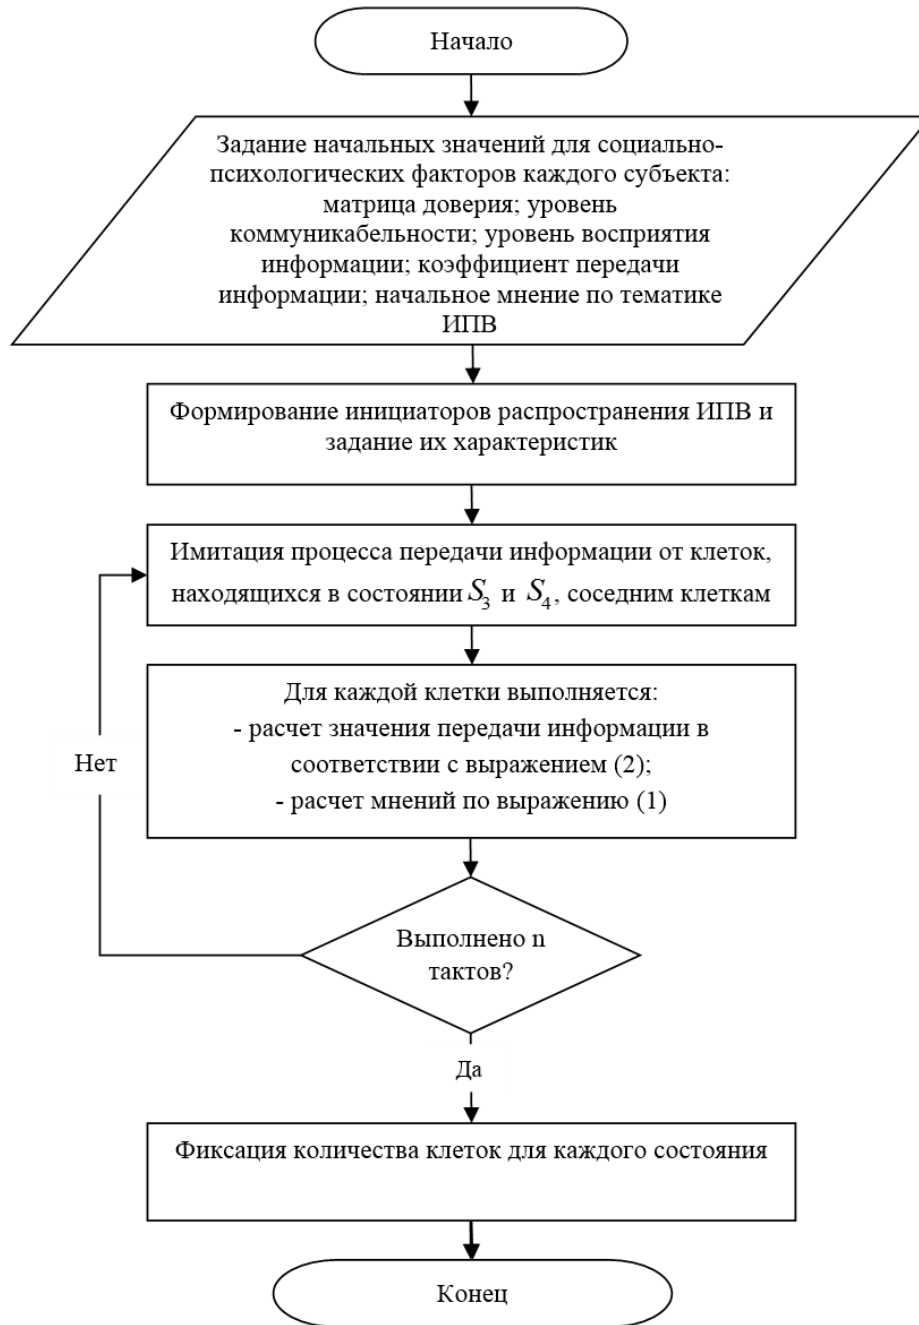 Начало
Задание начальных значений для социально-
психологических факторов каждого субъекта:
матрица доверия; уровень
коммуникабельности; уровень восприятия
информации; коэффициент передачи
информации; начальное мнение по тематике
ИПВ
Формирование инициаторов распространения ИПВ и
задание их характеристик
Имитация процесса передачи информации от клеток,
находящихся в состоянии S₃ и S₄, соседним клеткам
Для каждой клетки выполняется:
- расчет значения передачи информации в
соответствии с выражением (2);
- расчет мнений по выражению (1)
Нет
Выполнено n
тактов?
Да
Фиксация количества клеток для каждого состояния
Конец